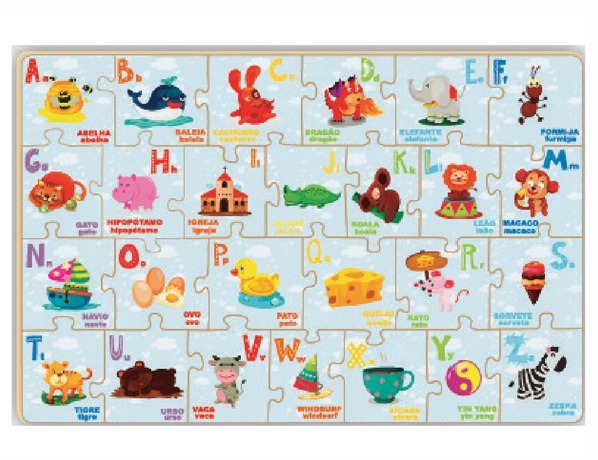 Aa
ABELHA
abelha
Bb
BALEIA
baleia
Cc
CACHORRO
cachorro
Dd
DRAGÃO
dragão
Ee
ELEFANTE
elefante
Ff
FORMIJA
formiga
Gg
GATO
gato
Hh
HIPOPÓTAMO
hipopótamo
Ii
IGREJA
igreja
Jj
JACARÉ
jacaré
Kk
KOALA
koala
Ll
LEÃO
leão
Mm
MACACO
macaco
Nn
NAVIO
navio
Oo
OVO
ovo
Pp
PATO
pato
Qq
QUEIJO
queijo
Rr
RATO
rato
Ss
SORVETE
sorvete
Tt
TIGRE
tigre
Uu
URSO
urso
Vv
VACA
vaca
Ww
WINDSURF
windsurf
Xx
XÍCARA
xícara
Yy
YIN YANG
yin yang
Zz
ZEBRA
zebra